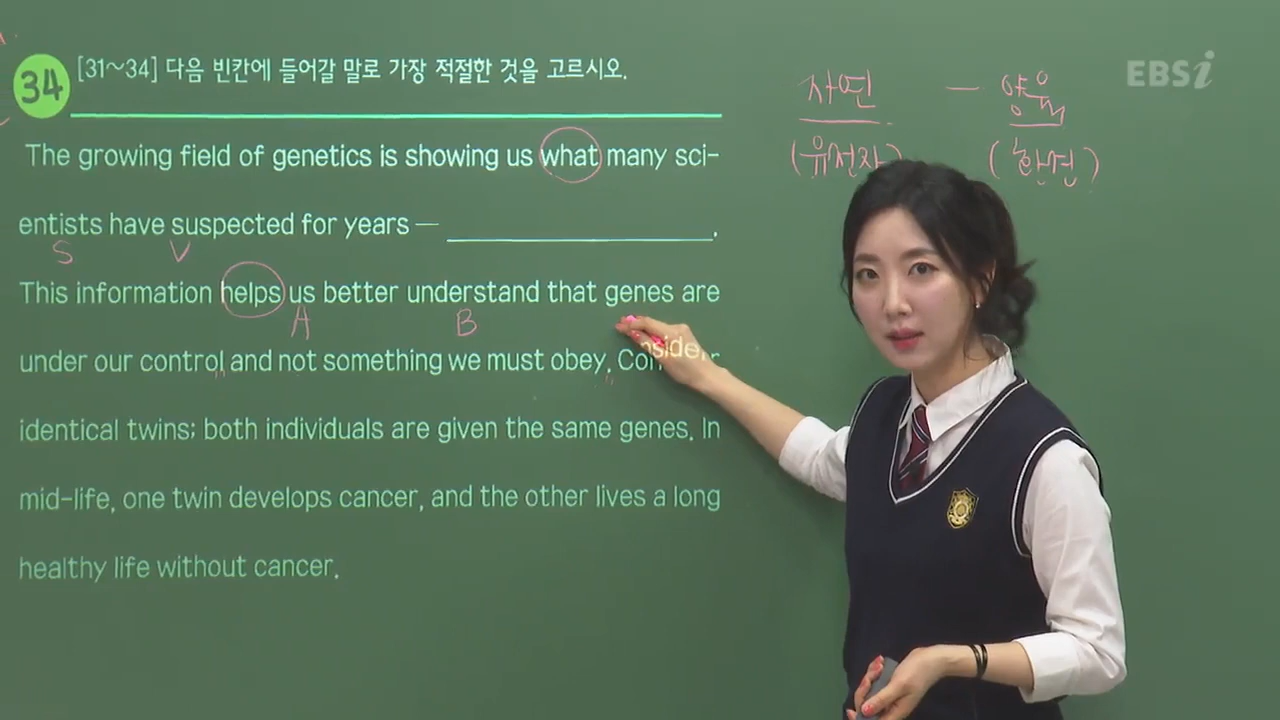 34
[31~34] 다음 빈칸에 들어갈 말로 가장 적절한 것을 고르시오.
The growing field of genetics is showing us what many sci-
entists have suspected for years — ____________.
S V
This information helps us better understand that genes are
A B
under our control and not something we must obey. Consider
identical twins; both individuals are given the same genes. In
mid-life, one twin develops cancer, and the other lives a long
healthy life without cancer.
자연 — 양육
(유전자) (환경)
EBSi